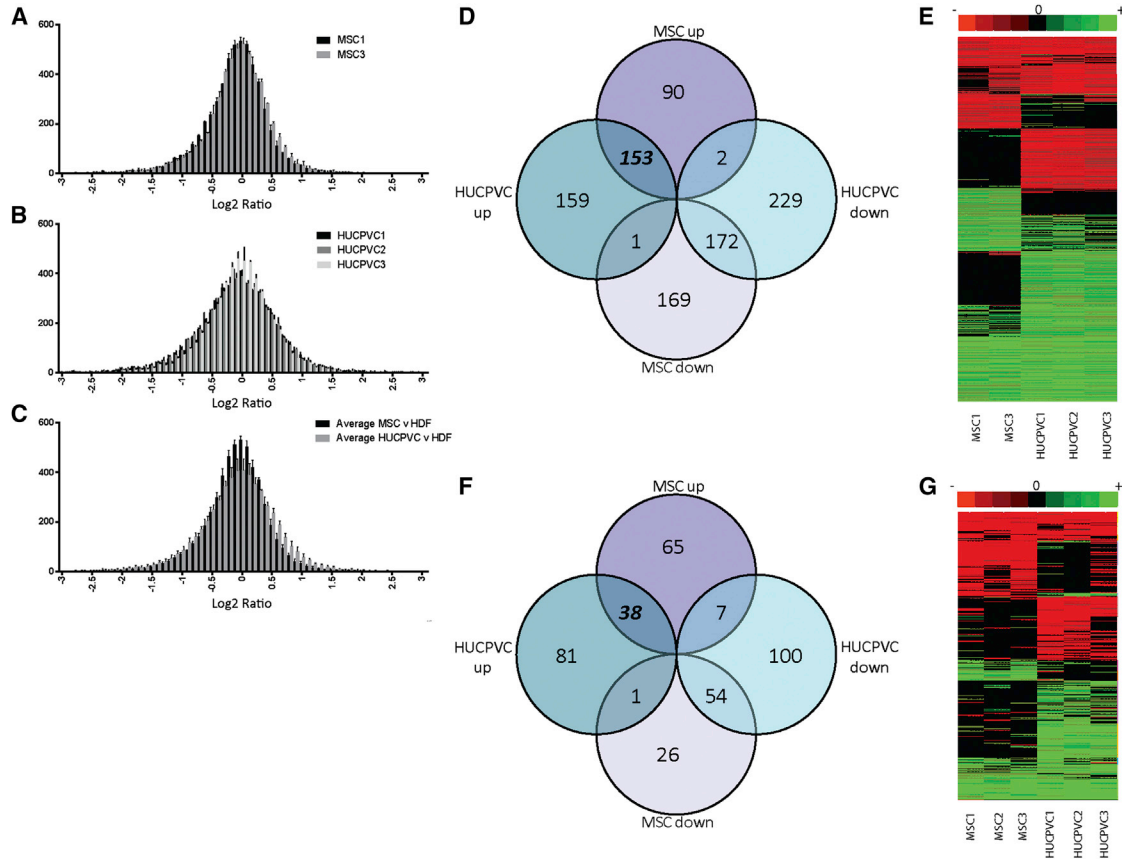 A
600
400
200
0
MSC1
MSC3
-3
-2.5
-2
-1.5
-1
-0.5
0
0.5
1
1.5
2
2.5
3
Log2 Ratio
B
600
400
200
0
HUCPVC1
HUCPVC2
HUCPVC3
-3
-2.5
-2
-1.5
-1
-0.5
0
0.5
1
1.5
2
2.5
3
Log2 Ratio
C
600
400
200
0
Average MSC v HDF
Average HUCPVC v HDF
-3
-2.5
-2
-1.5
-1
-0.5
0
0.5
1
1.5
2
2.5
3
Log2 Ratio
D
MSC up
90
153
2
HUCPVC
up
159
229
HUCPVC
down
1
172
169
MSC down
E
- 0 +
MSC1
MSC3
HUCPVC1
HUCPVC2
HUCPVC3
F
MSC up
65
38
7
HUCPVC
up
81
100
HUCPVC
down
1
54
26
MSC down
G
- 0 +
MSC1
MSC2
MSC3
HUCPVC1
HUCPVC2
HUCPVC3